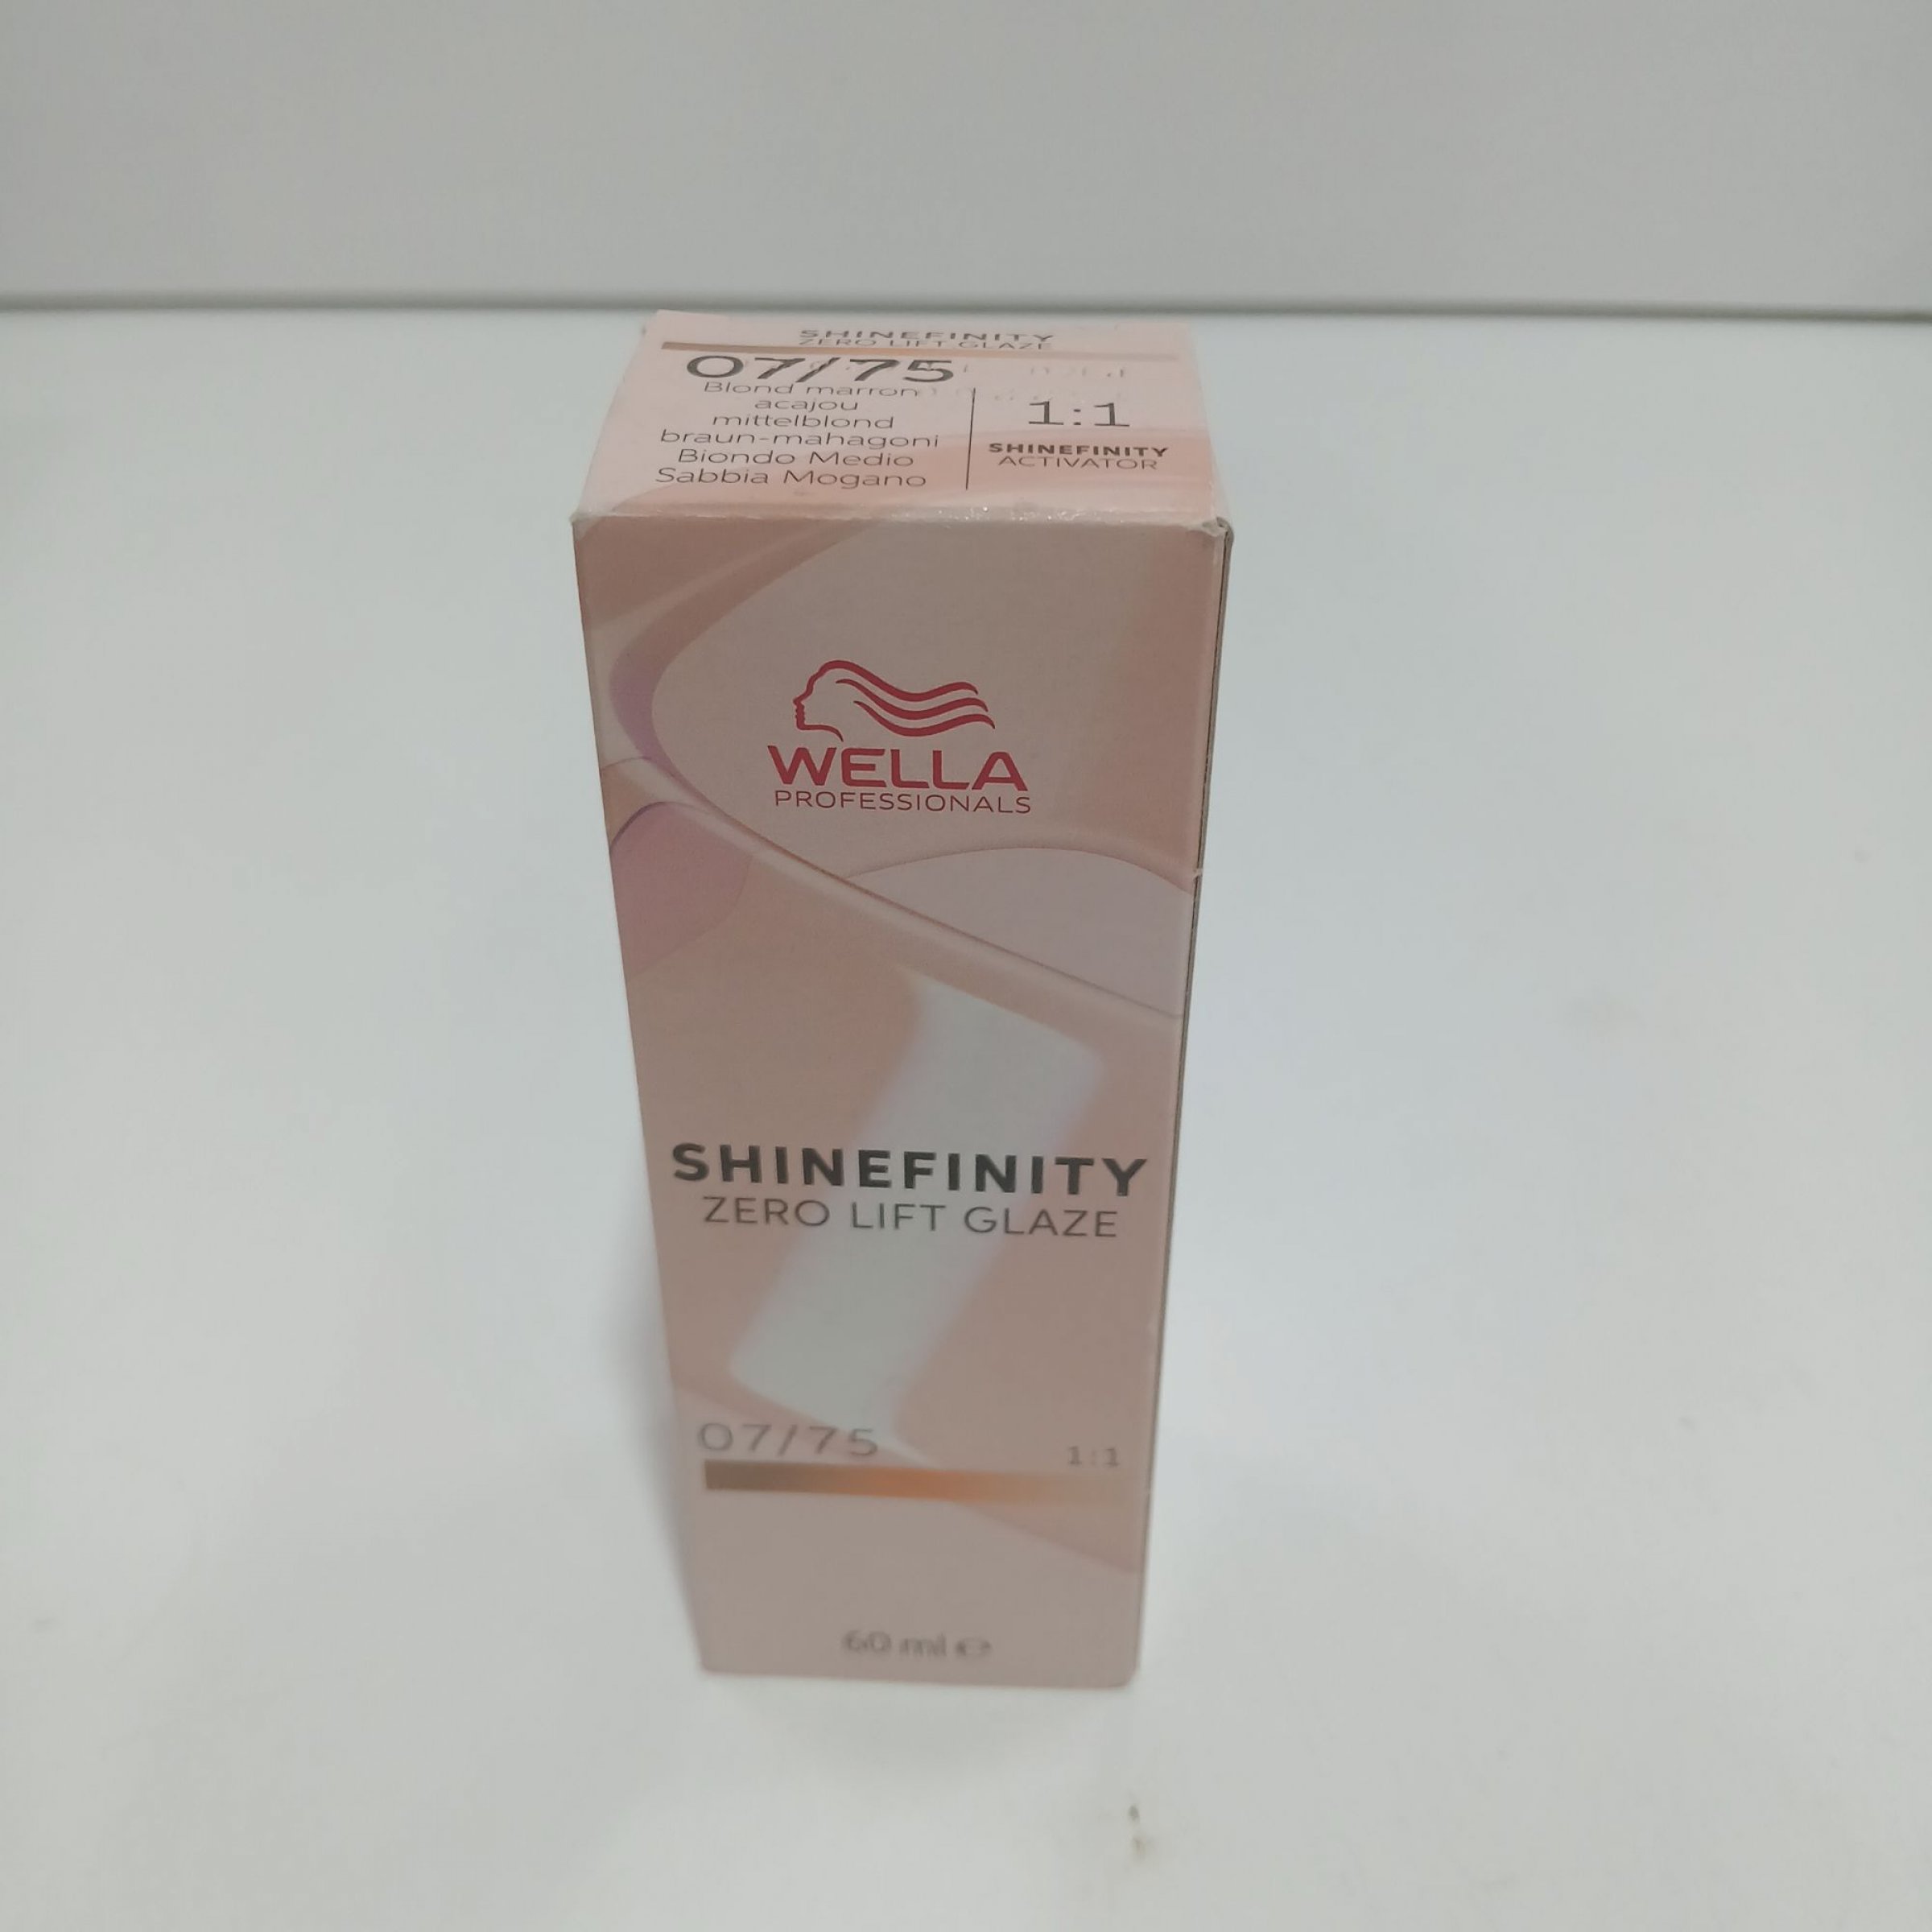 SHINEFINITY
ZERO LIFT GLAZE
07/75
Blond marron
acajou
mittelblond
braun-mahagoni
Biondo Medio
Sabbia Mogano
1:1
SHINEFINITY
ACTIVATOR
WELLA
PROFESSIONALS
SHINEFINITY
ZERO LIFT GLAZE
07/75
1:1
60 ml ℮